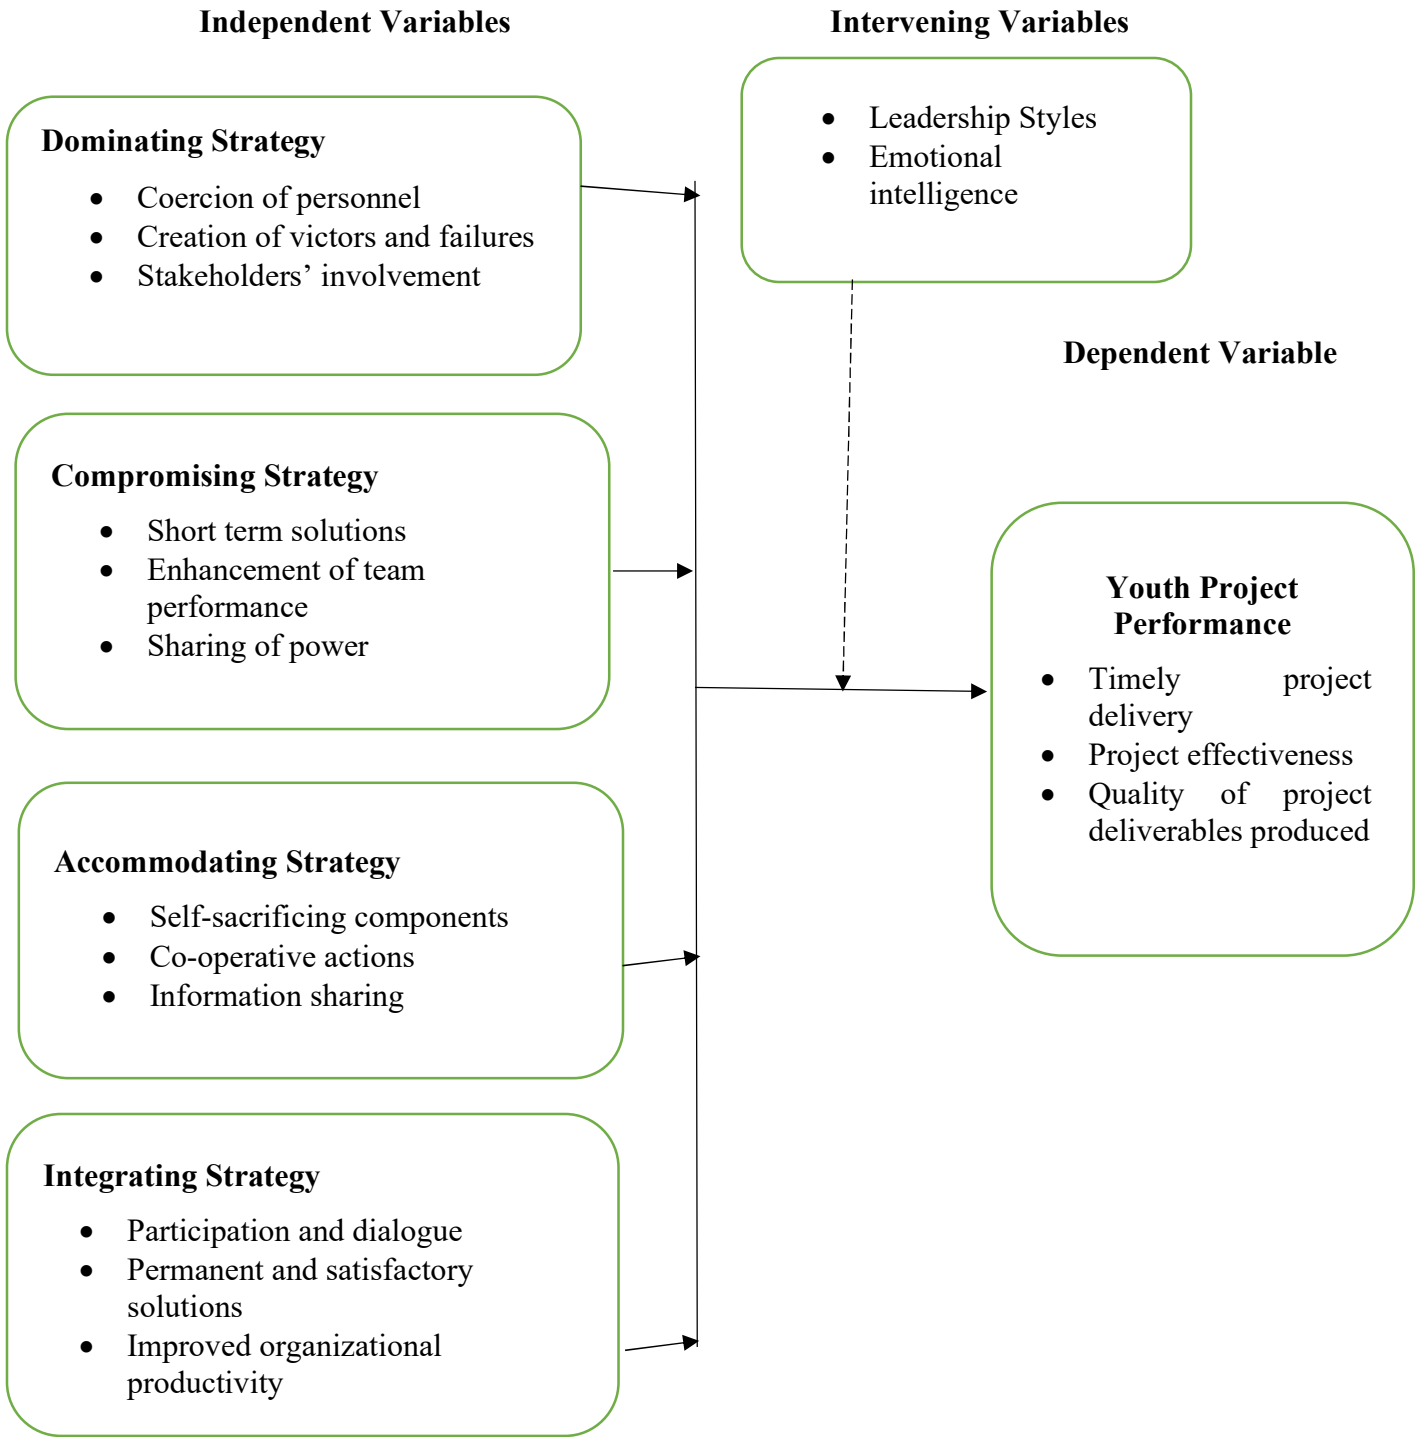 Independent Variables
Intervening Variables
Dominating Strategy
• Coercion of personnel
• Creation of victors and failures
• Stakeholders’ involvement
• Leadership Styles
• Emotional
intelligence
Dependent Variable
Compromising Strategy
• Short term solutions
• Enhancement of team
performance
• Sharing of power
Youth Project
Performance
• Timely project
delivery
• Project effectiveness
• Quality of project
deliverables produced
Accommodating Strategy
• Self-sacrificing components
• Co-operative actions
• Information sharing
Integrating Strategy
• Participation and dialogue
• Permanent and satisfactory
solutions
• Improved organizational
productivity